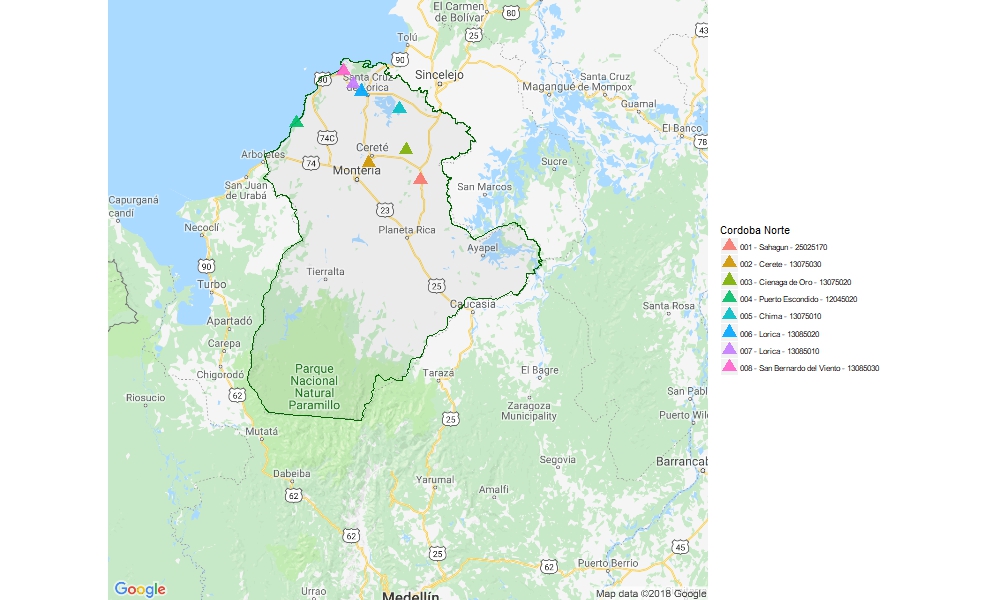 El Carmen
de Bolívar
80
43
25
Tolú
90
Sincelejo
90
Santa Cruz
de Lorica
Santa Cruz
Magangué de Mompox
Guamal
El Banco
78
74C
Cereté
Arboletes
74
Montería
Sucre
San Juan
de Urabá
San Marcos
Capurganá
candí
23
Necoclí
Planeta Rica
Ayapel
90
Tierralta
Turbo
25
Caucasia
Santa Rosa
Apartadó
Carepa
Parque
Nacional
Natural
Paramillo
Chigorodó
Tarazá
El Bagre
62
Riosucio
San Pabl
Zaragoza
Municipality
Puerto Wil
25
Mutatá
Segovia
Barrancab
Dabeiba
Yarumal
Amalfi
62
62
25
45
62
Puerto Berrio
Urrao
Medellín
Google
Map data ©2018 Google
Cordoba Norte
001 - Sahagun - 25025170
002 - Cerete - 13075030
003 - Cienaga de Oro - 13075020
004 - Puerto Escondido - 12045020
005 - Chima - 13075010
006 - Lorica - 13085020
007 - Lorica - 13085010
008 - San Bernardo del Viento - 13085030